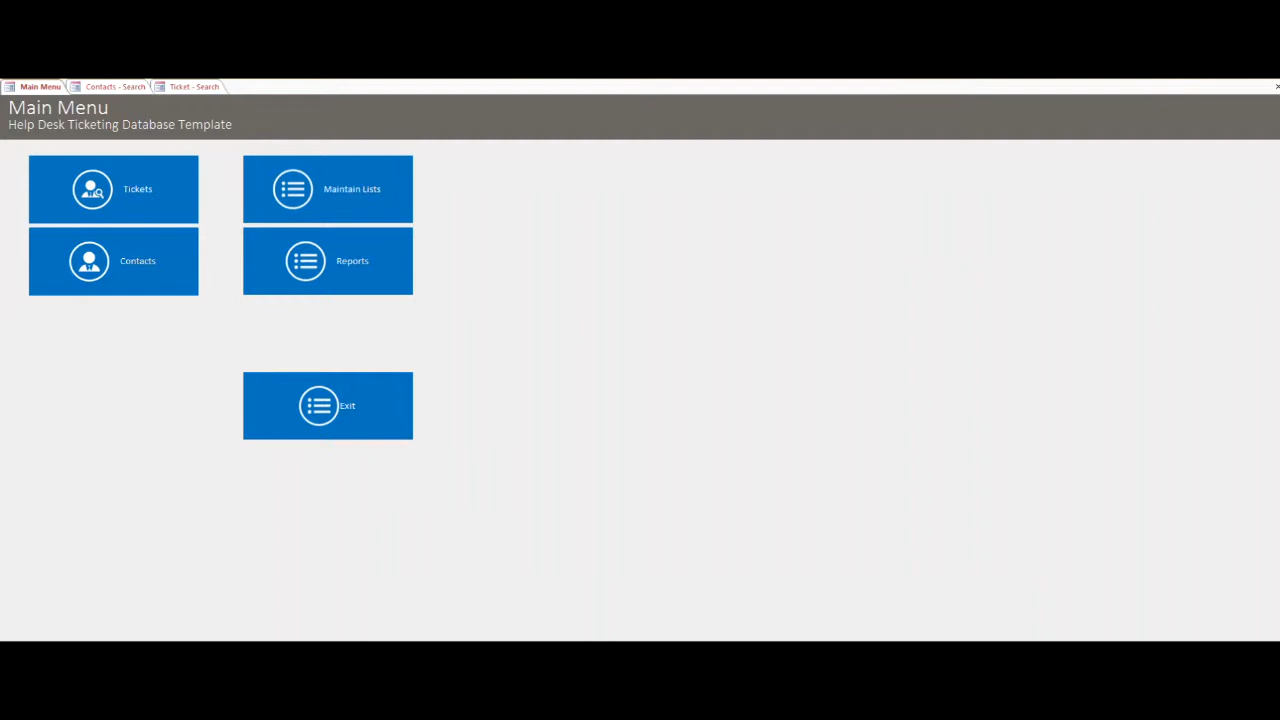 Main Menu
Contacts - Search
Ticket - Search
Main Menu
Help Desk Ticketing Database Template
Tickets
Maintain Lists
Contacts
Reports
Exit